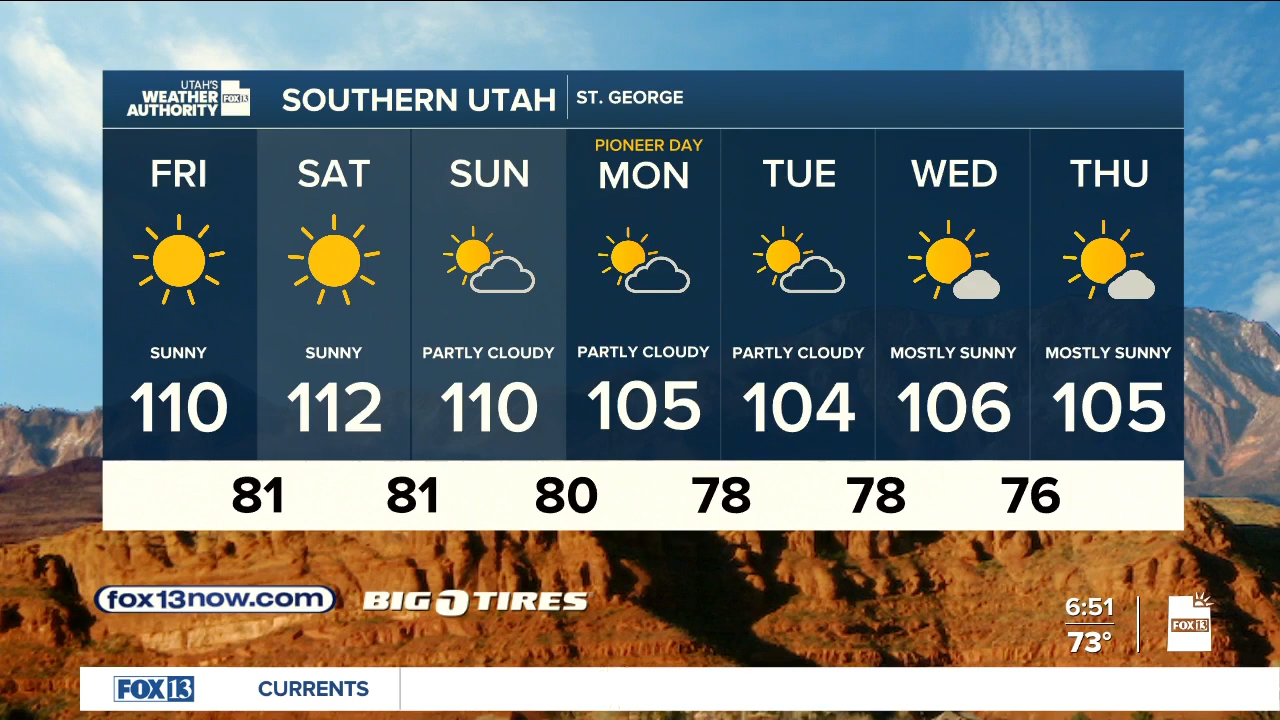 UTAH'S
WEATHER
AUTHORITY
FOX 13
SOUTHERN UTAH
ST. GEORGE
PIONEER DAY
FRI SAT SUN MON TUE WED THU
SUNNY SUNNY PARTLY CLOUDY PARTLY CLOUDY PARTLY CLOUDY MOSTLY SUNNY MOSTLY SUNNY
110 112 110 105 104 106 105
81 81 80 78 78 76
fox13now.com
BIG O TIRES
6:51
73°
FOX 13
FOX 13 CURRENTS